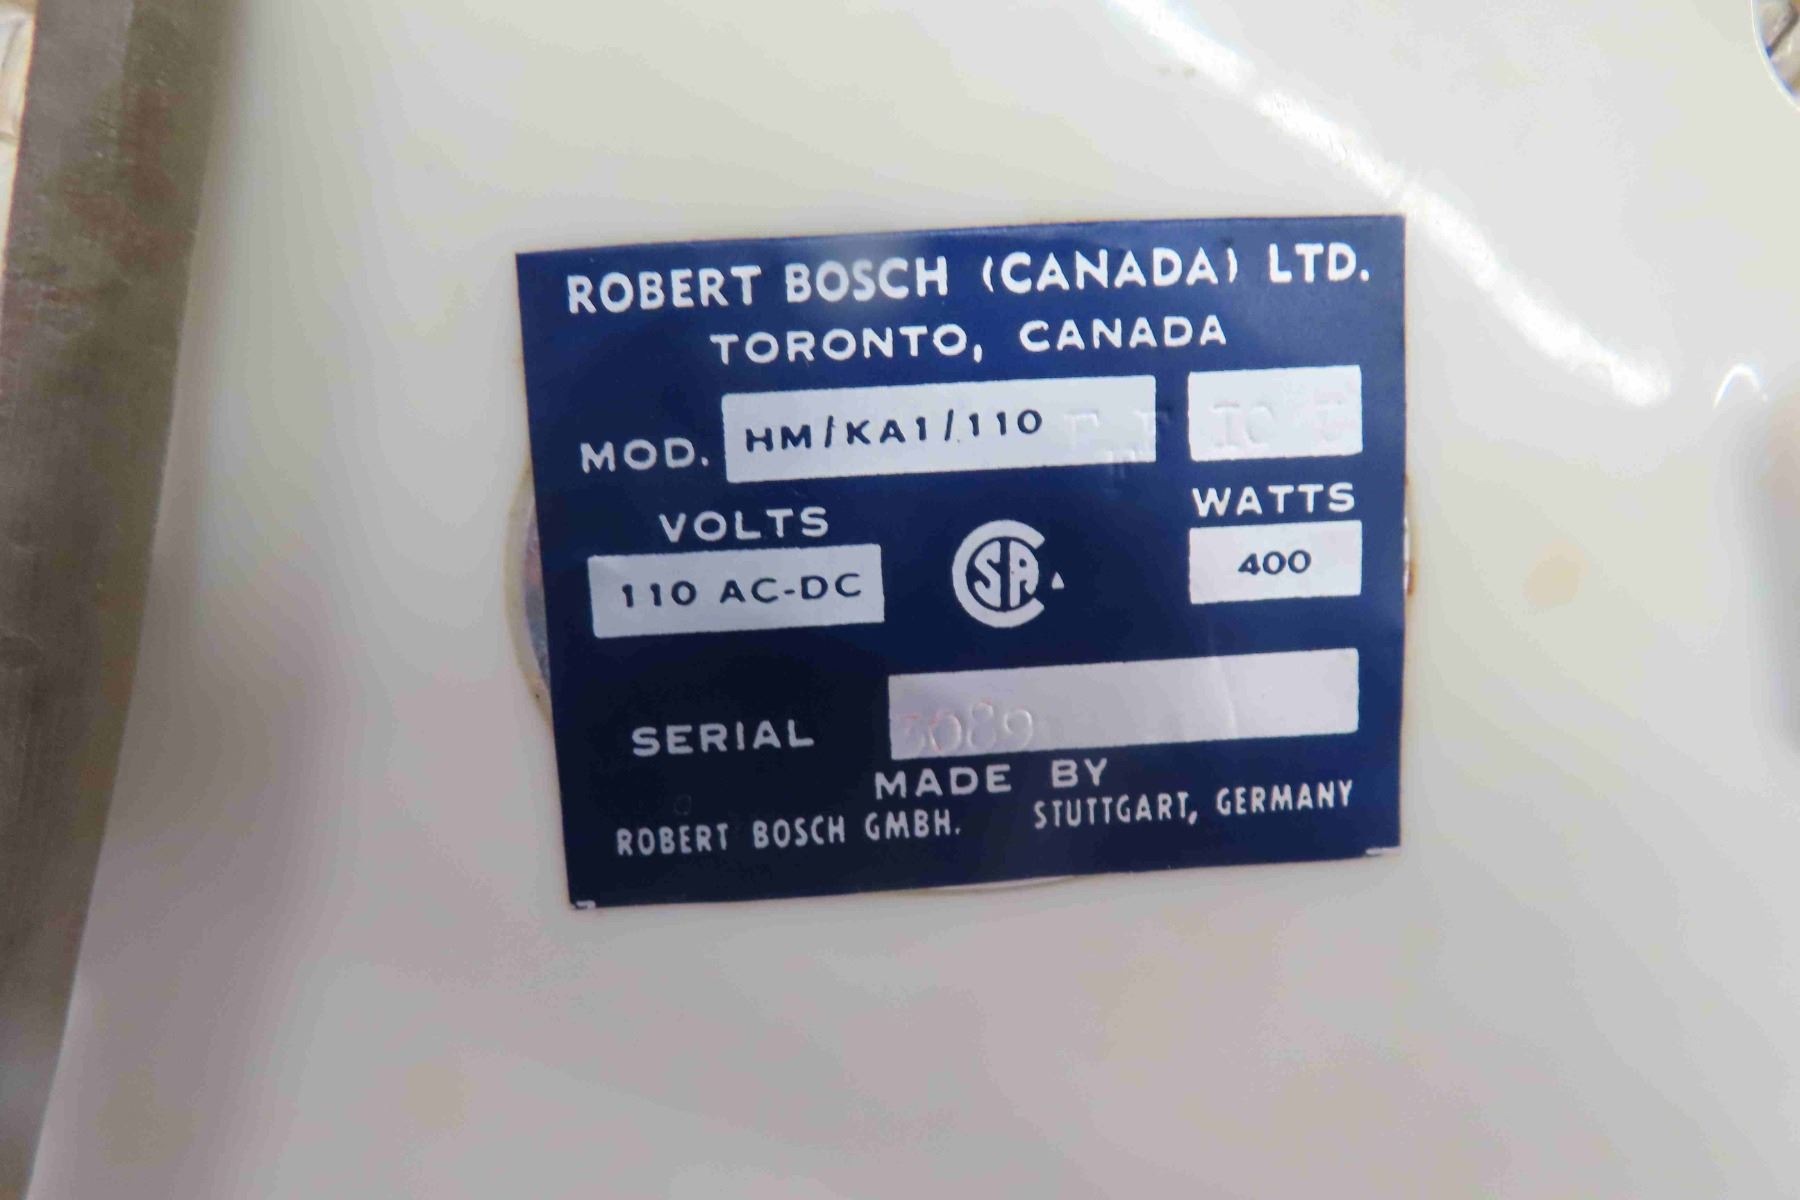 ROBERT BOSCH (CANADA) LTD.
TORONTO, CANADA
MOD. HM/KA1/110
VOLTS WATTS
110 AC-DC CSA 400
SERIAL
MADE BY
ROBERT BOSCH GMBH. STUTTGART, GERMANY